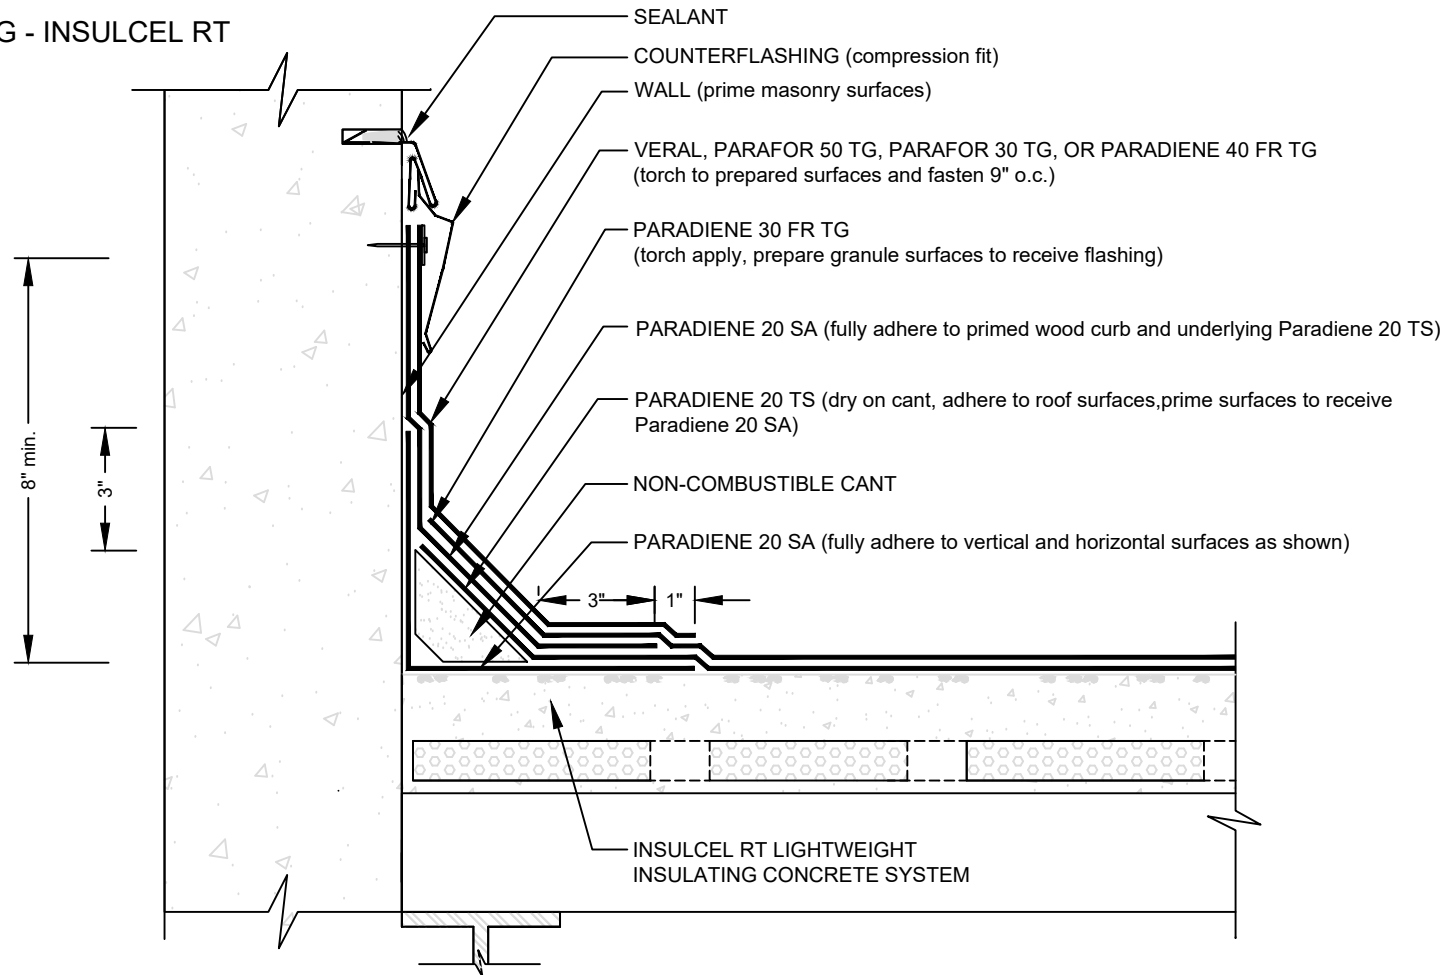 G - INSULCEL RT
SEALANT
COUNTERFLASHING (compression fit)
WALL (prime masonry surfaces)
VERAL, PARAFOR 50 TG, PARAFOR 30 TG, OR PARADIENE 40 FR TG
(torch to prepared surfaces and fasten 9" o.c.)
PARADIENE 30 FR TG
(torch apply, prepare granule surfaces to receive flashing)
PARADIENE 20 SA (fully adhere to primed wood curb and underlying Paradiene 20 TS)
PARADIENE 20 TS (dry on cant, adhere to roof surfaces,prime surfaces to receive
Paradiene 20 SA)
NON-COMBUSTIBLE CANT
PARADIENE 20 SA (fully adhere to vertical and horizontal surfaces as shown)
8" min.
3"
3"
1"
INSULCEL RT LIGHTWEIGHT
INSULATING CONCRETE SYSTEM